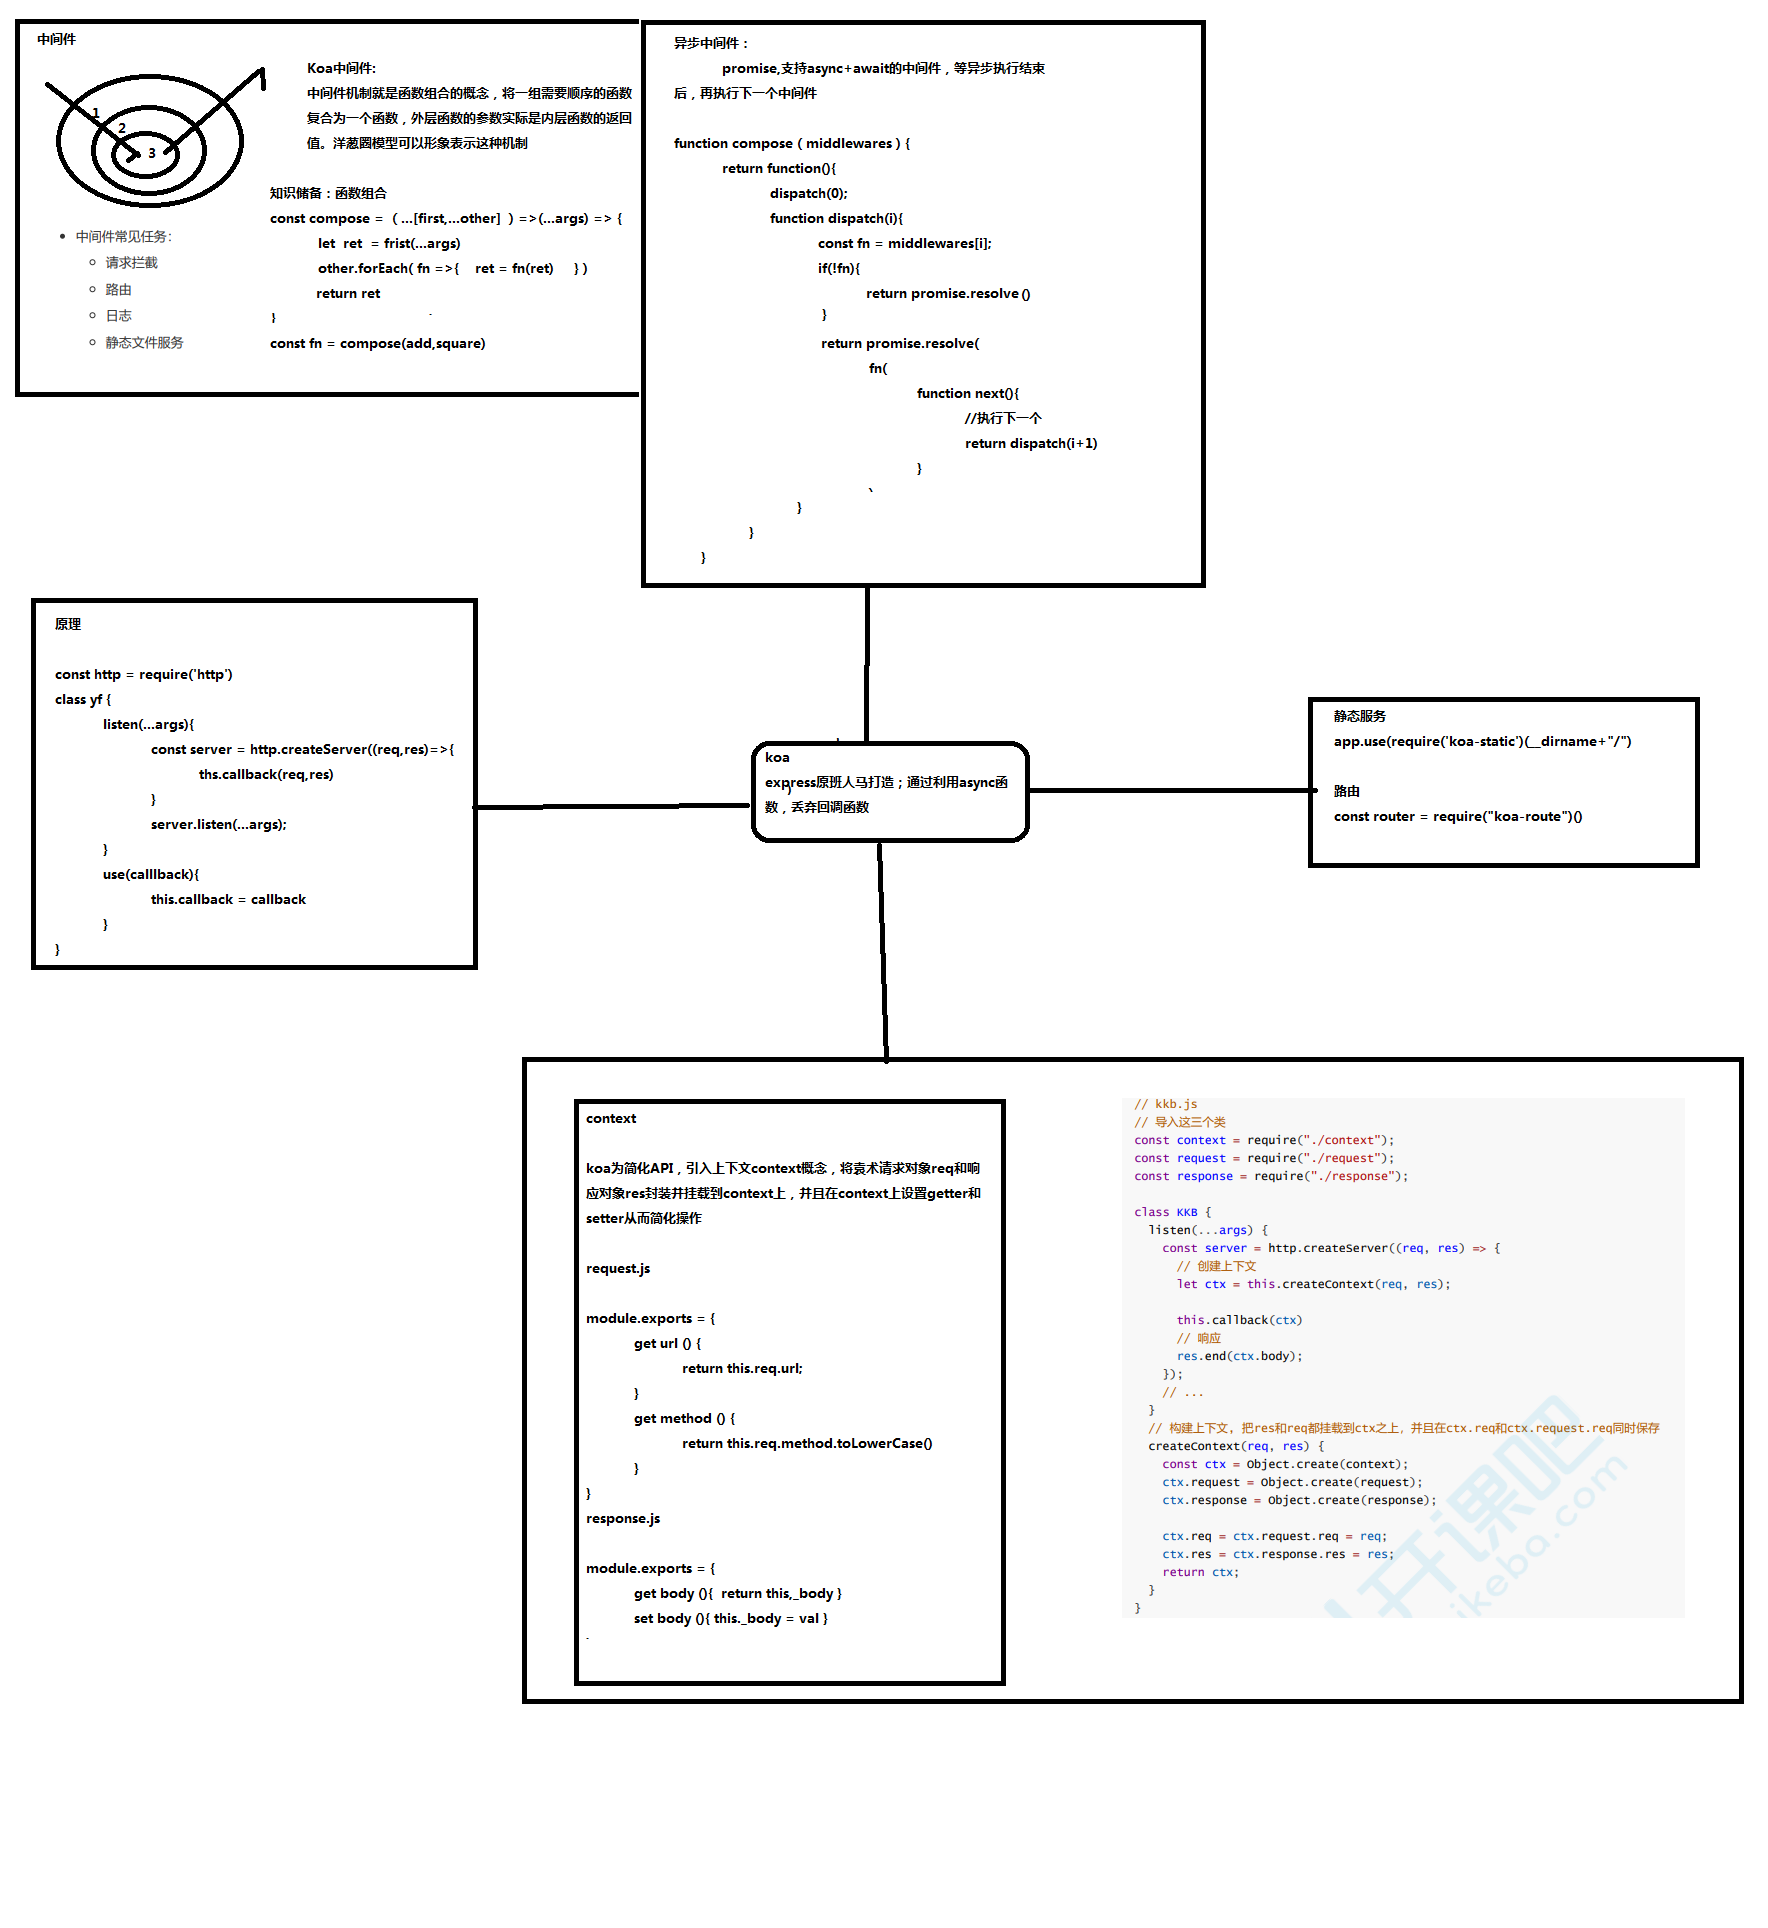 中间件
1
2
3
Koa中间件:
中间件机制就是函数组合的概念，将一组需要顺序的函数
复合为一个函数，外层函数的参数实际是内层函数的返回
值。洋葱圈模型可以形象表示这种机制
知识储备：函数组合
const compose = （...[first,...other] ）=>(...args) => {
let ret = frist(...args)
other.forEach( fn =>{ ret = fn(ret) } )
return ret
}
const fn = compose(add,square)
中间件常见任务：
请求拦截
路由
日志
静态文件服务
异步中间件：
promise,支持async+await的中间件，等异步执行结束
后，再执行下一个中间件
function compose ( middlewares ) {
return function(){
dispatch(0);
function dispatch(i){
const fn = middlewares[i];
if(!fn){
return promise.resolve ()
}
return promise.resolve(
fn(
function next(){
//执行下一个
return dispatch(i+1)
}
}
}
}
原理
const http = require('http')
class yf {
listen(...args){
const server = http.createServer((req,res)=>{
ths.callback(req,res)
}
server.listen(...args);
}
use(calllback){
this.callback = callback
}
}
koa
express原班人马打造；通过利用async函
数，丢弃回调函数
静态服务
app.use(require('koa-static')(__dirname+"/")
路由
const router = require("koa-route")()
context
koa为简化API，引入上下文context概念，将袁术请求对象req和响
应对象res封装并挂载到context上，并且在context上设置getter和
setter从而简化操作
request.js
module.exports = {
get url () {
return this.req.url;
}
get method () {
return this.req.method.toLowerCase()
}
}
response.js
module.exports = {
get body (){ return this,_body }
set body (){ this._body = val }
// kkb.js
// 导入这三个类
const context = require("./context");
const request = require("./request");
const response = require("./response");
class KKB {
listen(...args) {
const server = http.createServer((req, res) => {
// 创建上下文
let ctx = this.createContext(req, res);
this.callback(ctx)
// 响应
res.end(ctx.body);
});
// ...
}
// 构建上下文, 把res和req都挂载到ctx之上, 并且在ctx.req和ctx.request.req同时保存
createContext(req, res) {
const ctx = Object.create(context);
ctx.request = Object.create(request);
ctx.response = Object.create(response);
ctx.req = ctx.request.req = req;
ctx.res = ctx.response.res = res;
return ctx;
}
}
开课吧
ikeba.com